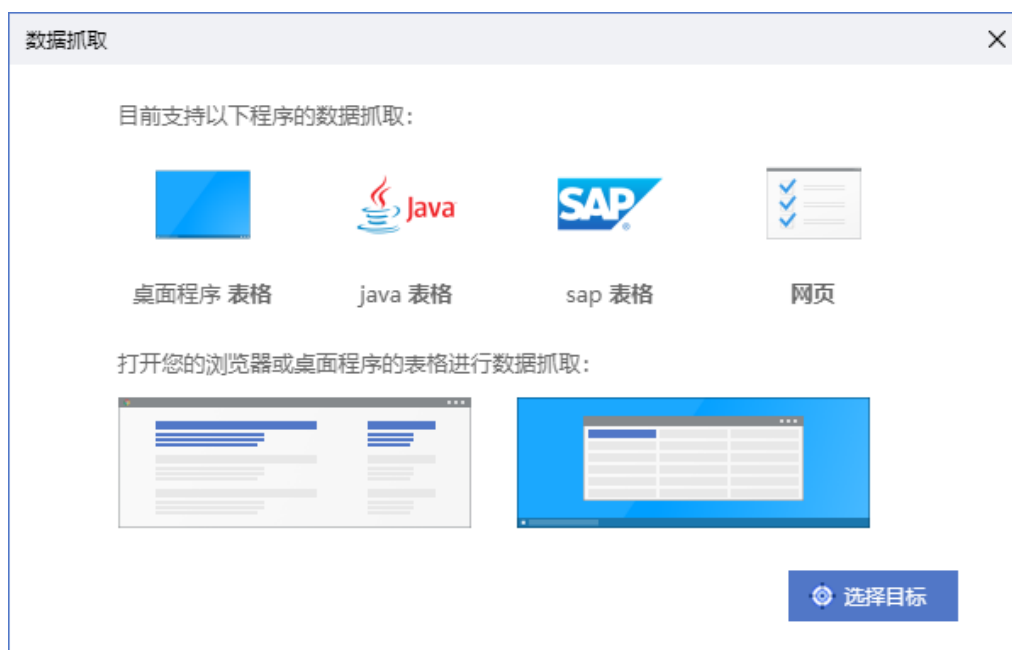 数据抓取
目前支持以下程序的数据抓取：
Java
SAP
桌面程序 表格
java 表格
sap 表格
网页
打开您的浏览器或桌面程序的表格进行数据抓取：
选择目标